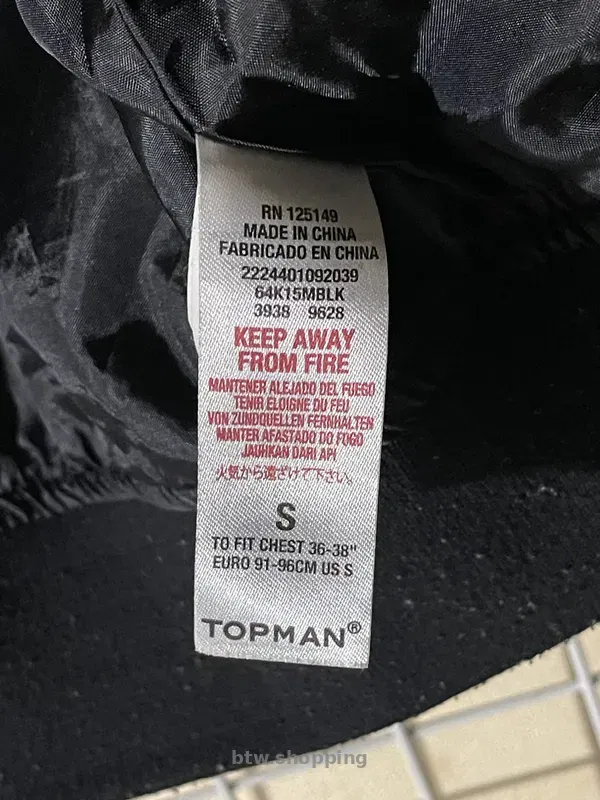 RN 125149
MADE IN CHINA
FABRICADO EN CHINA
2224401092039
64K15MBLK
3938 9628
KEEP AWAY
FROM FIRE
MANTENER ALEJADO DEL FUEGO
TENIR ELOIGNE DU FEU
VON ZUNDQUELLEN FERNHALTEN
MANTER AFASTADO DO FOGO
JAUHKAN DARI API
火気から遠ざけて下さい。
S
TO FIT CHEST 36-38"
EURO 91-96CM US S
TOPMAN®
btw.shopping